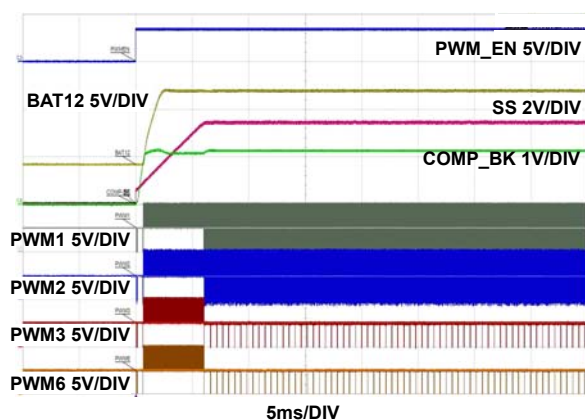 PWM_EN 5V/DIV
BAT12 5V/DIV
SS 2V/DIV
COMP_BK 1V/DIV
PWM1 5V/DIV
PWM2 5V/DIV
PWM3 5V/DIV
PWM6 5V/DIV
5ms/DIV